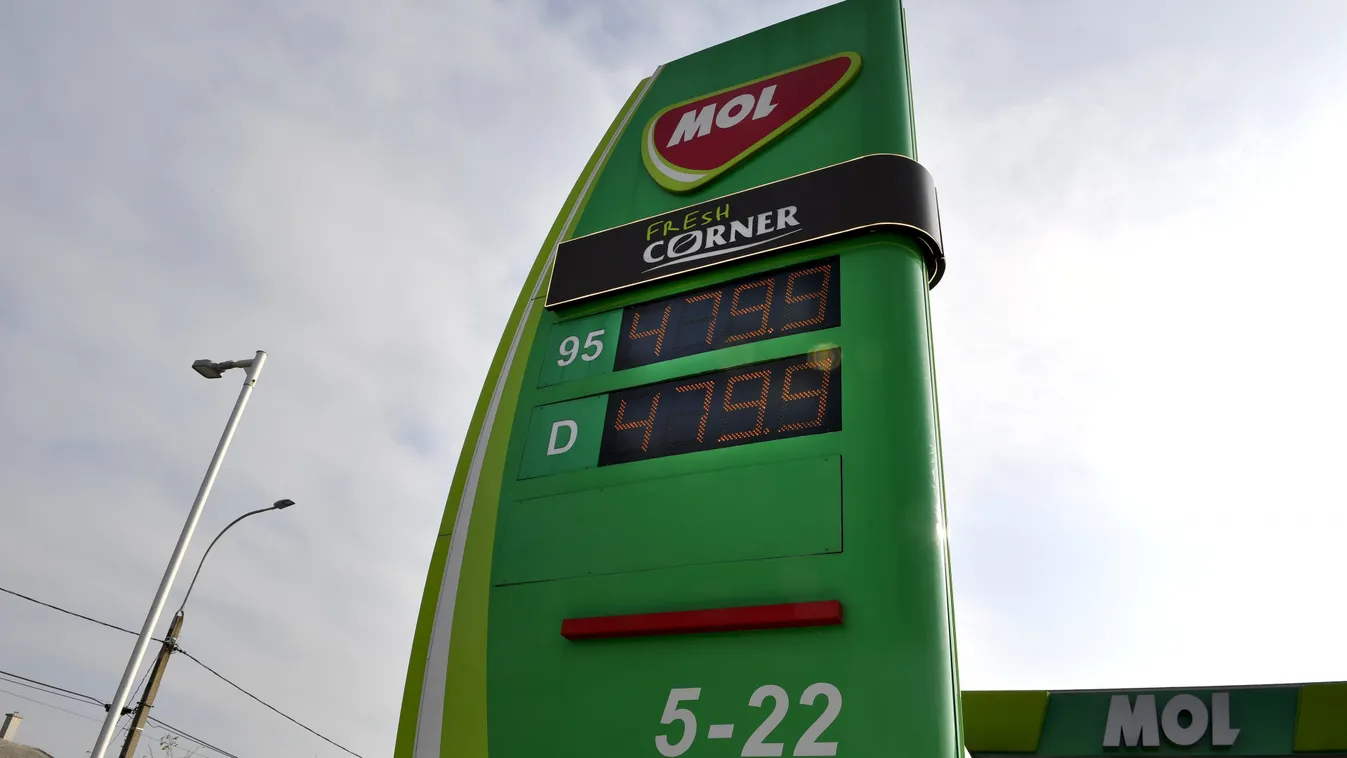 MOL
FRESH
CORNER
95 479.9
D 479.9
5-22
MOL